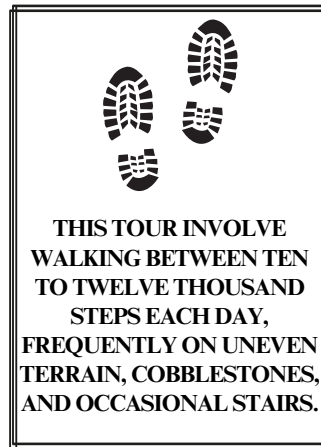 THIS TOUR INVOLVE
WALKING BETWEEN TEN
TO TWELVE THOUSAND
STEPS EACH DAY,
FREQUENTLY ON UNEVEN
TERRAIN, COBBLESTONES,
AND OCCASIONAL STAIRS.